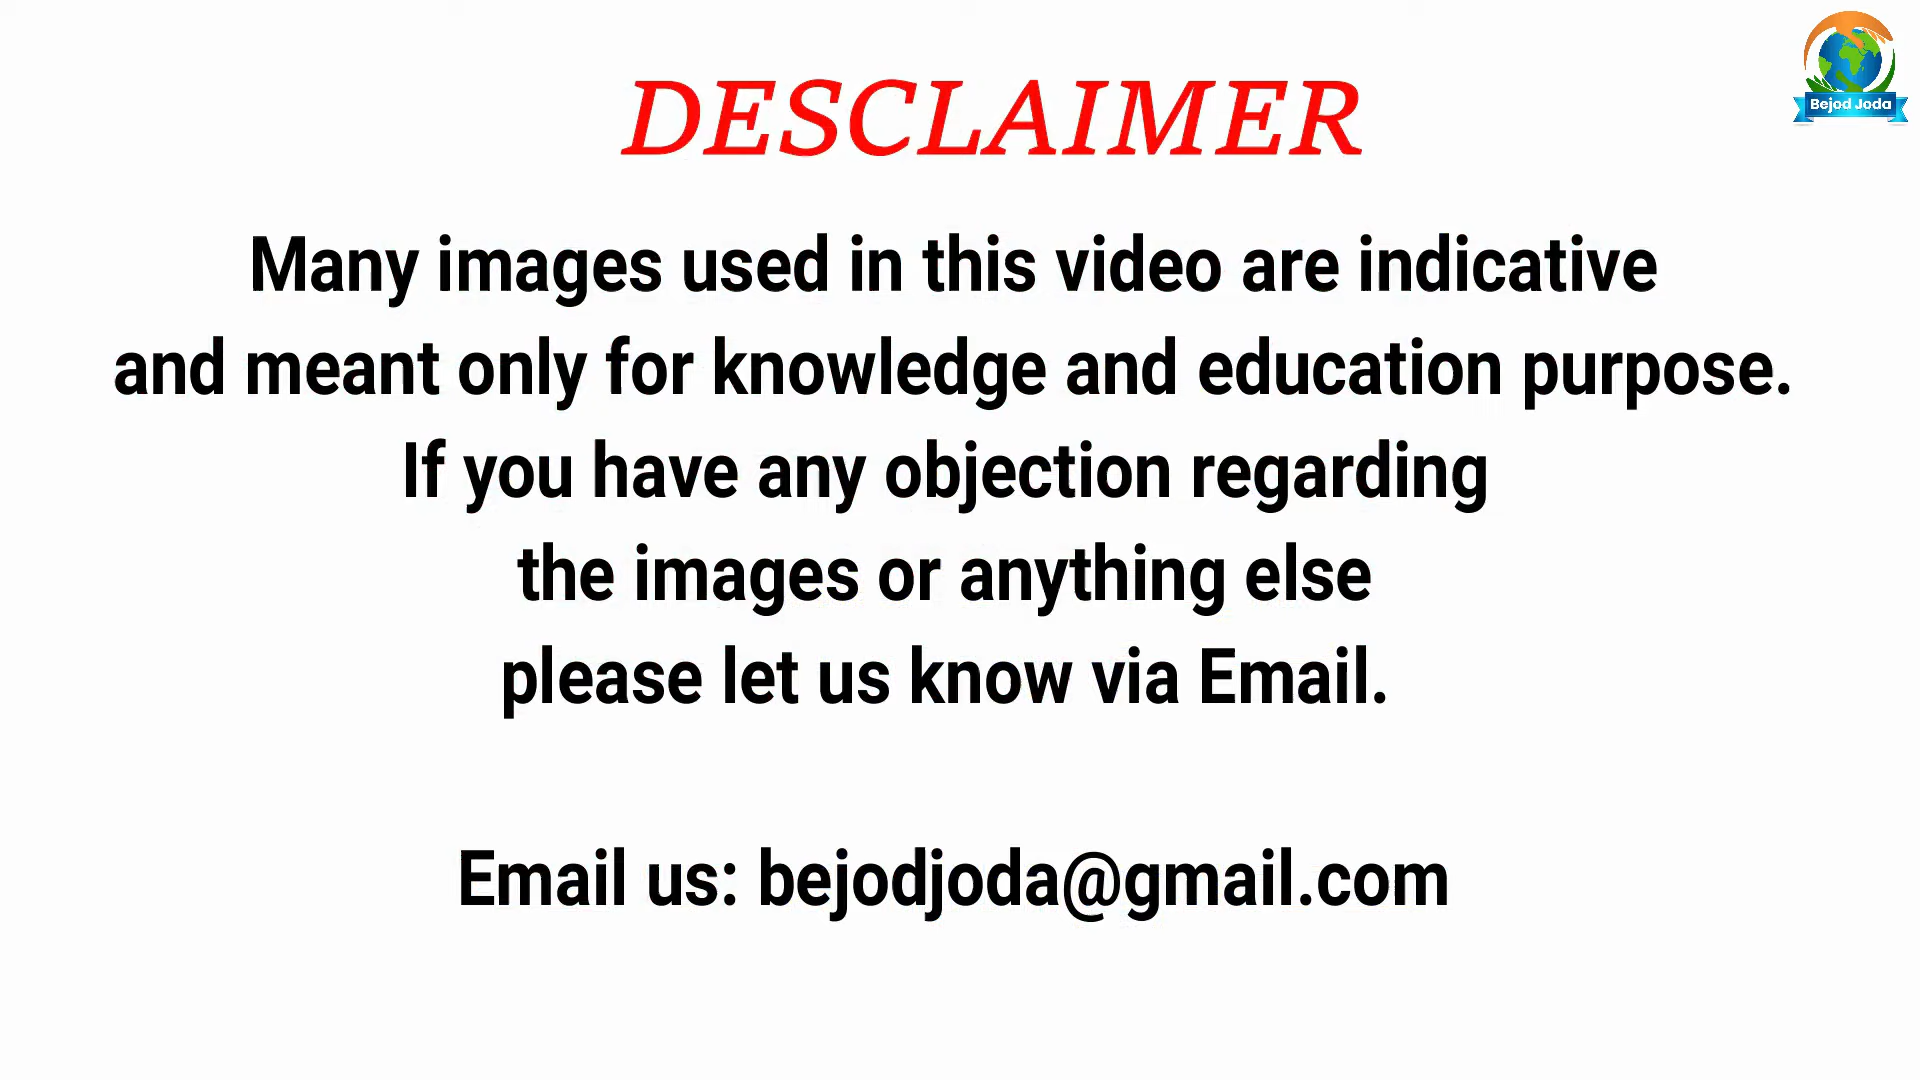 Bejod Joda
DESCLAIMER
Many images used in this video are indicative
and meant only for knowledge and education purpose.
If you have any objection regarding
the images or anything else
please let us know via Email.
Email us: bejodjoda@gmail.com